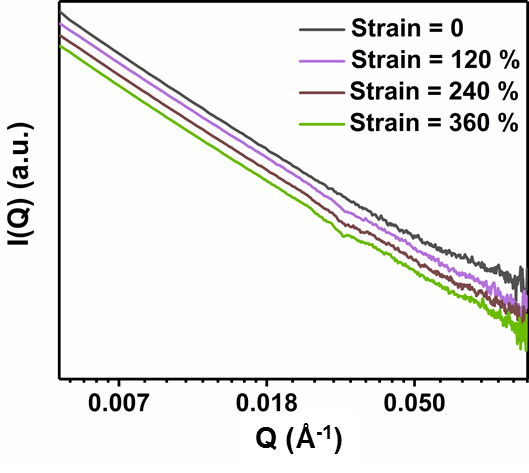 Strain = 0
Strain = 120 %
Strain = 240 %
Strain = 360 %
I(Q) (a.u.)
0.007 0.018 0.050
Q (Å⁻¹)